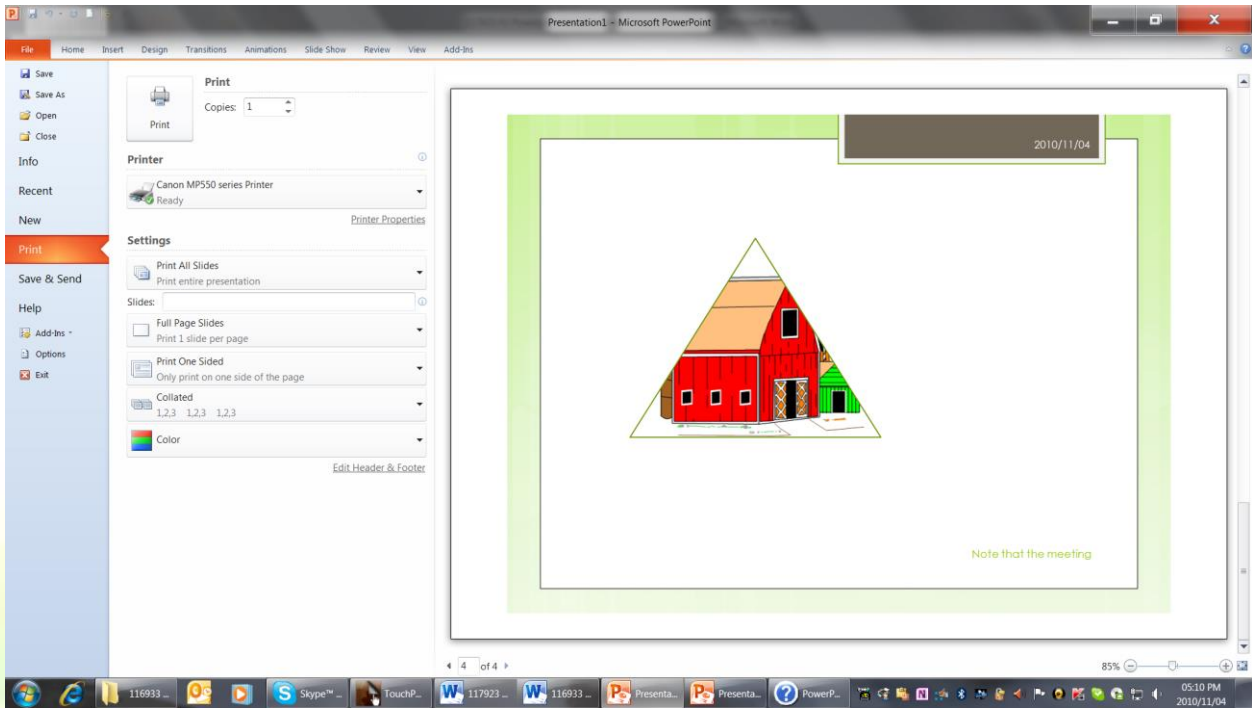 Presentation1 - Microsoft PowerPoint
File Home Insert Design Transitions Animations Slide Show Review View Add-Ins
Save
Save As
Open
Close
Info
Recent
New
Print
Save & Send
Help
Add-Ins
Options
Exit
Print
Print
Copies: 1
Printer
Canon MP550 series Printer
Ready
Printer Properties
Settings
Print All Slides
Print entire presentation
Slides:
Full Page Slides
Print 1 slide per page
Print One Sided
Only print on one side of the page
Collated
1,2,3 1,2,3 1,2,3
Color
Edit Header & Footer
2010/11/04
Note that the meeting
4 of 4
85%
116933 ... Skype™ - ... TouchP... 117923 ... 116933 ... Presenta... Presenta... PowerP...
05:10 PM
2010/11/04